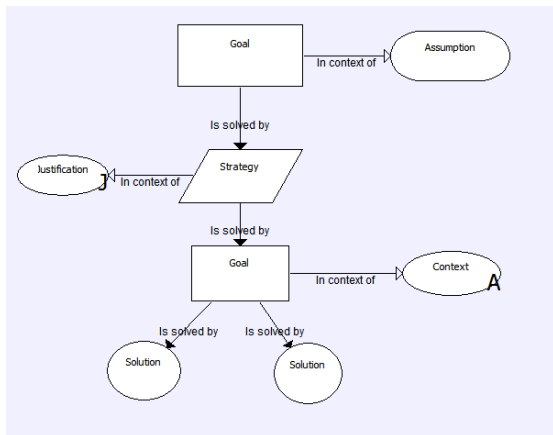 Goal
Assumption
In context of
Is solved by
Strategy
Justification
J
In context of
Is solved by
Goal
Context
A
In context of
Is solved by
Is solved by
Solution
Solution